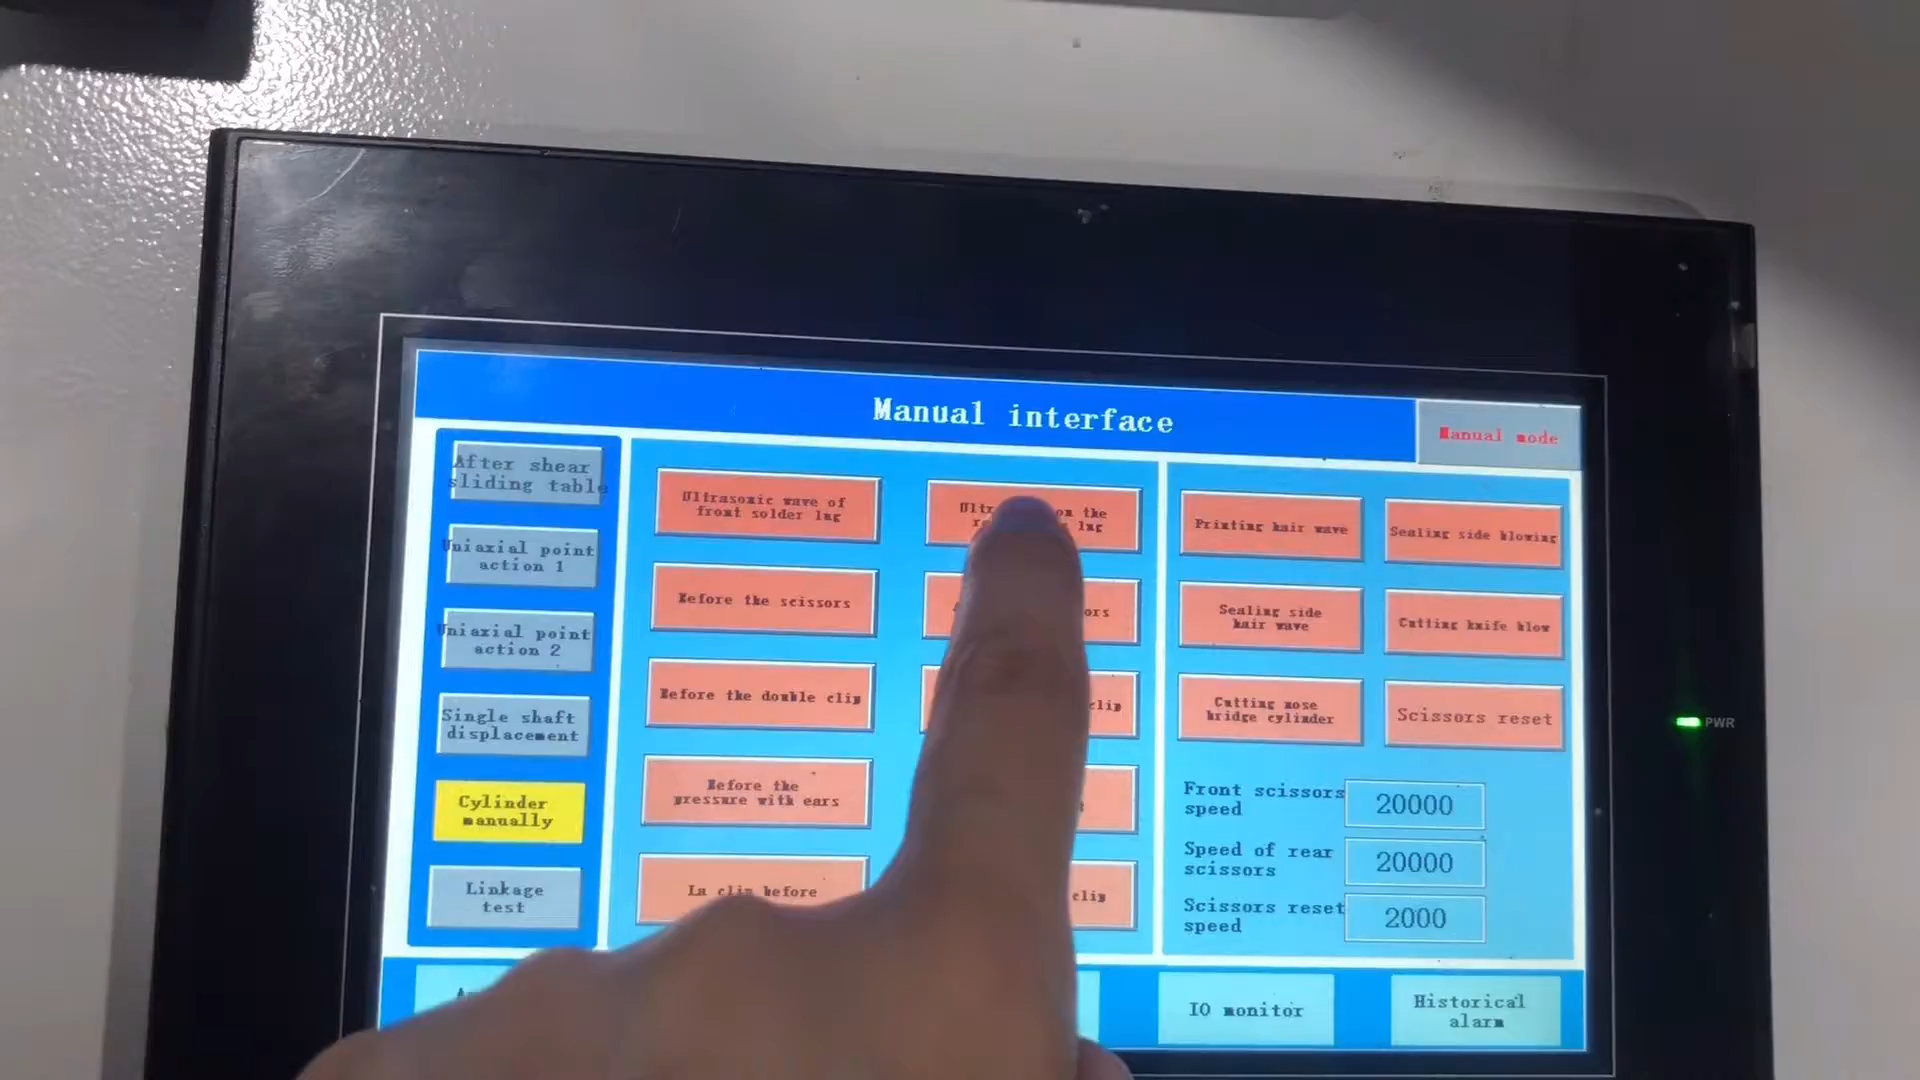 Manual interface
Manual mode
After shear
sliding table
Uniaxial point
action 1
Uniaxial point
action 2
Single shaft
displacement
Cylinder
manually
Linkage
test
Ultrasonic wave of
front solder lug
the
lug
Before the scissors
Before the double clip
clip
Before the
pressure with ears
La clip before
clip
Printing hair wave
Sealing side blowing
Sealing side
hair wave
Cutting knife blow
Cutting nose
bridge cylinder
Scissors reset
Front scissors
speed
20000
Speed of rear
scissors
20000
Scissors reset
speed
2000
IO monitor
Historical
alarm
PWR